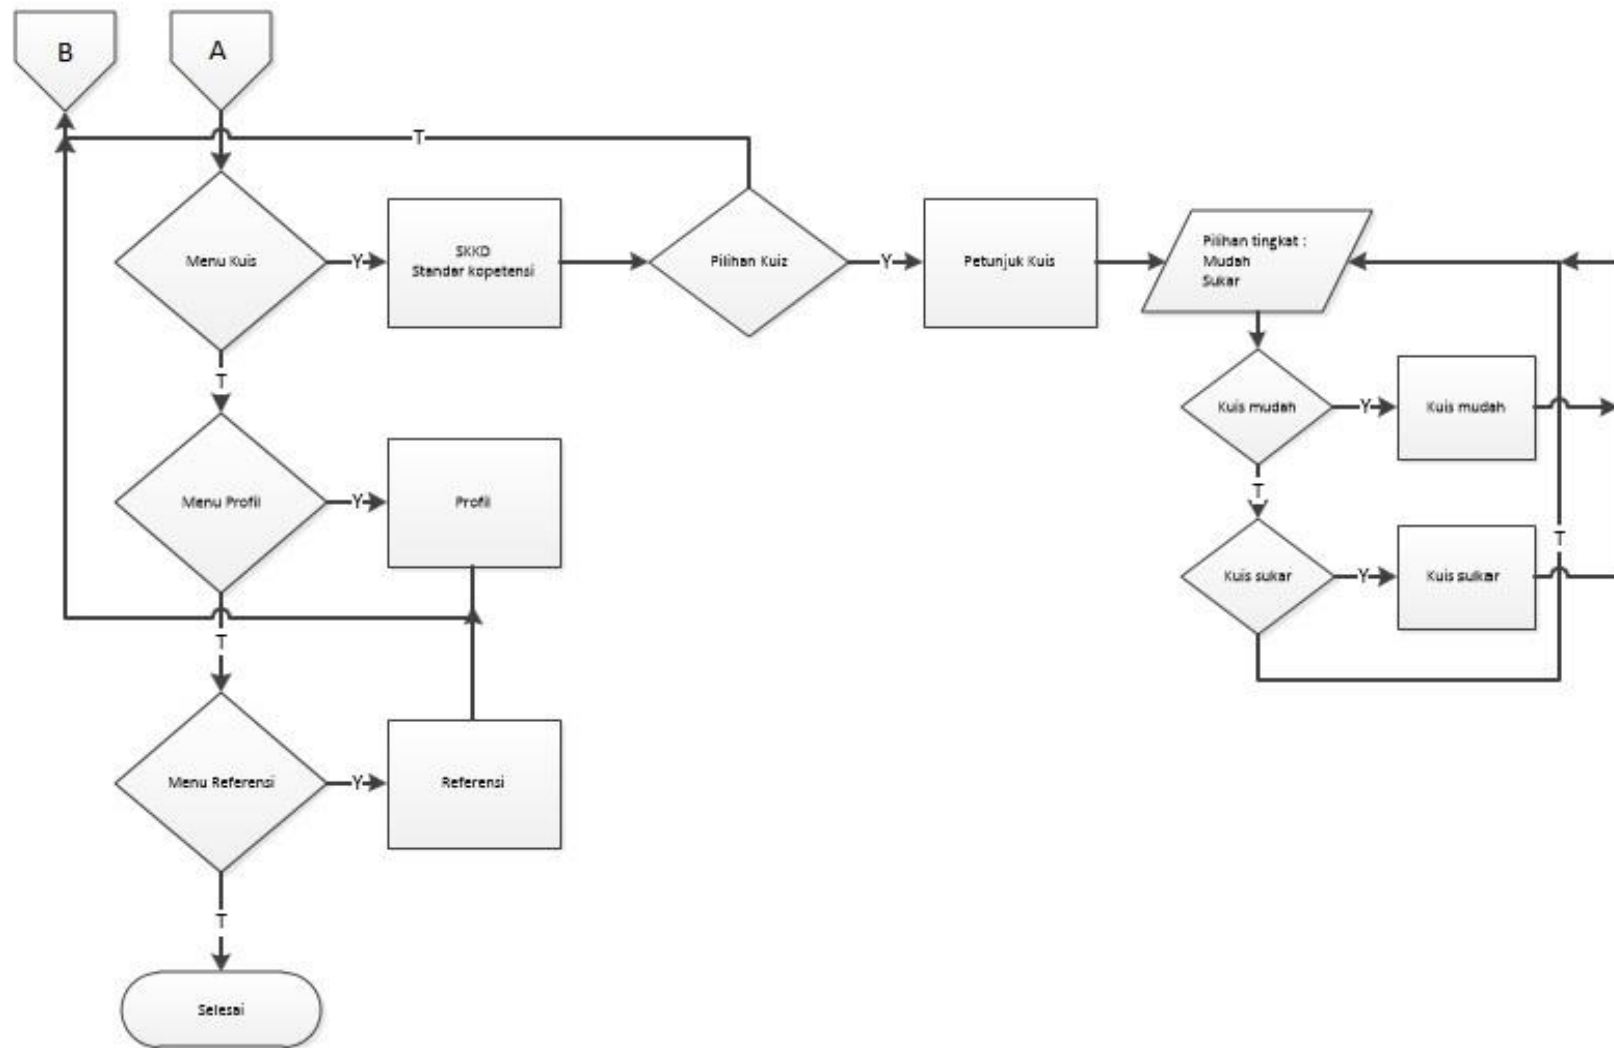 B
A
T
Menu Kuis
Y
SKKD
Standar kopetensi
Pilihan Kuiz
Y
Petunjuk Kuis
Pilihan tingkat :
Mudah
Sukar
T
Kuis mudah
Y
Kuis mudah
T
Menu Profil
Y
Profil
Kuis sukar
Y
Kuis sulkar
T
T
Menu Referensi
Y
Referensi
T
Selesai